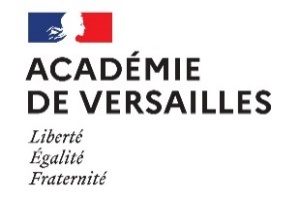 ACADÉMIE
DE VERSAILLES
Liberté
Égalité
Fraternité